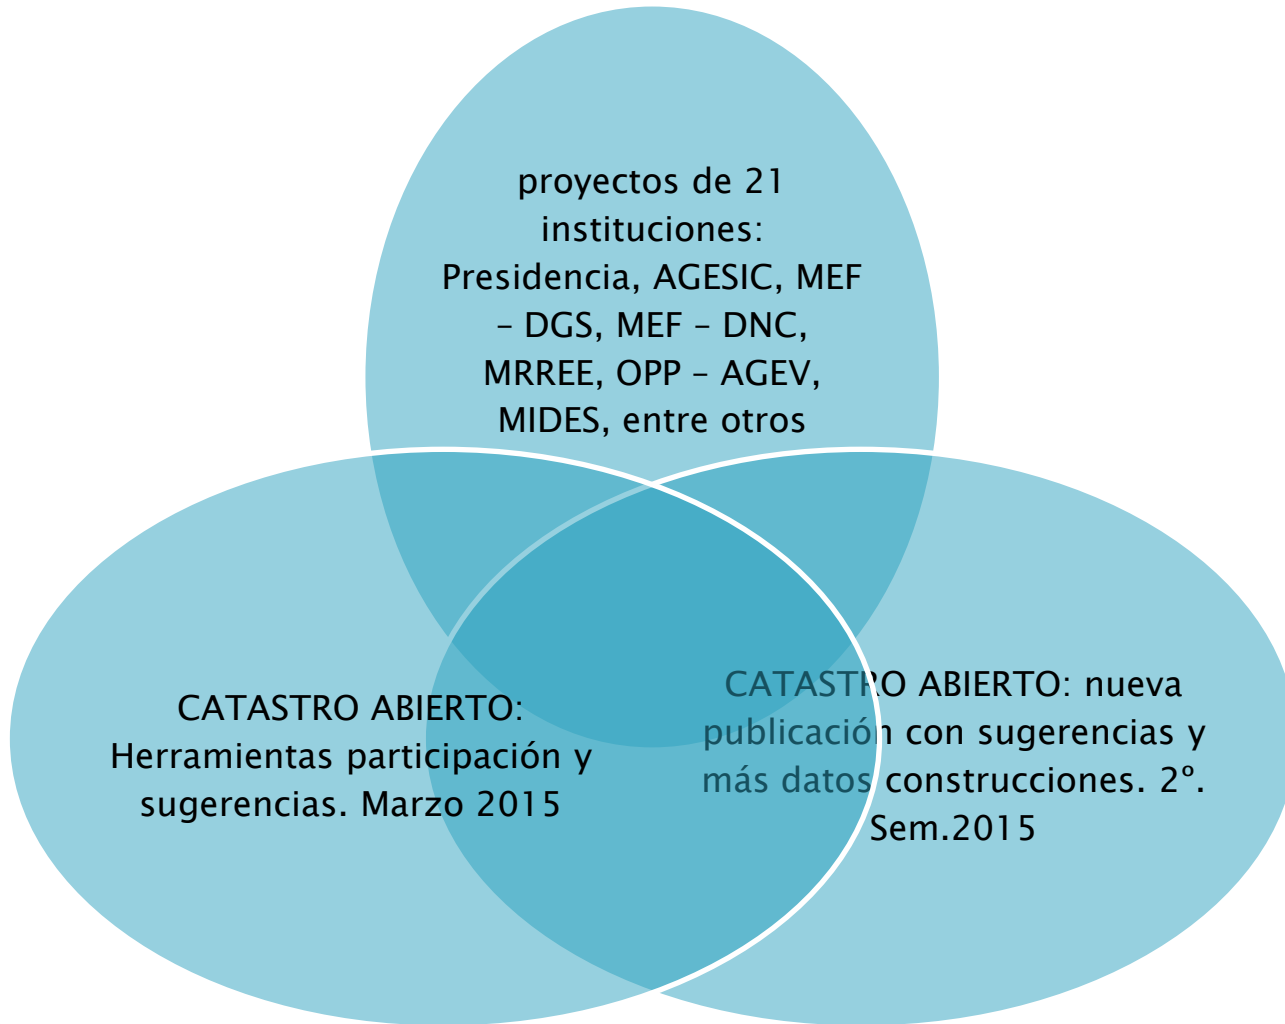 proyectos de 21
instituciones:
Presidencia, AGESIC, MEF
– DGS, MEF – DNC,
MRREE, OPP – AGEV,
MIDES, entre otros
CATASTRO ABIERTO:
Herramientas participación y
sugerencias. Marzo 2015
CATASTRO ABIERTO: nueva
publicación con sugerencias y
más datos construcciones. 2º.
Sem.2015